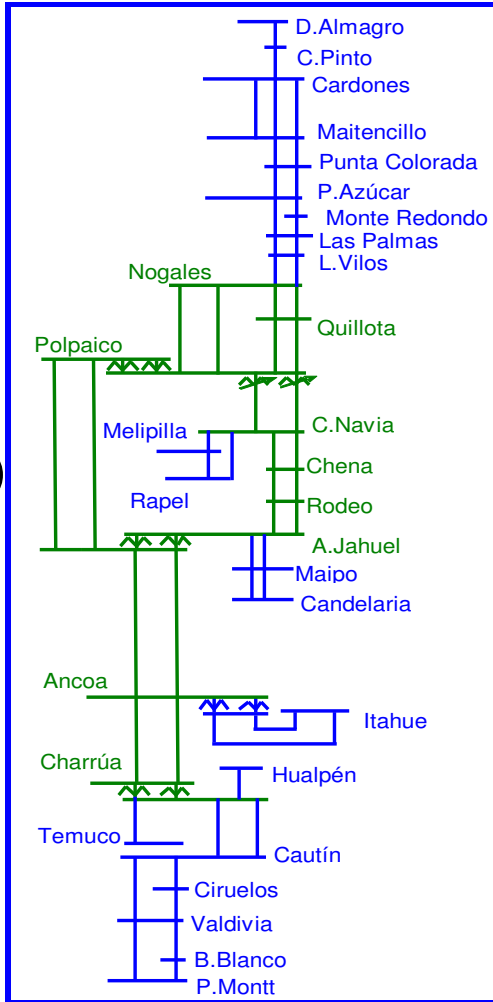 D.Almagro
C.Pinto
Cardones
Maitencillo
Punta Colorada
P.Azúcar
Monte Redondo
Las Palmas
L.Vilos
Nogales
Quillota
Polpaico
C.Navia
Melipilla
Chena
Rapel
Rodeo
A.Jahuel
Maipo
Candelaria
Ancoa
Itahue
Charrúa
Hualpén
Temuco
Cautín
Ciruelos
Valdivia
B.Blanco
P.Montt